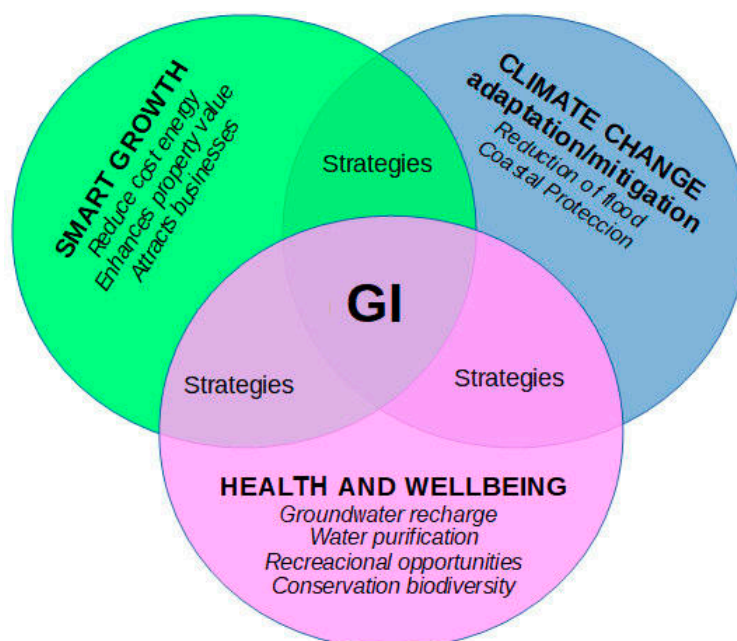 SMART GROWTH
Reduce cost energy
Enhances property value
Attracts businesses
CLIMATE CHANGE
adaptation/mitigation
Reduction of flood
Coastal Proteccion
Strategies
GI
Strategies
Strategies
HEALTH AND WELLBEING
Groundwater recharge
Water purification
Recreacional opportunities
Conservation biodiversity